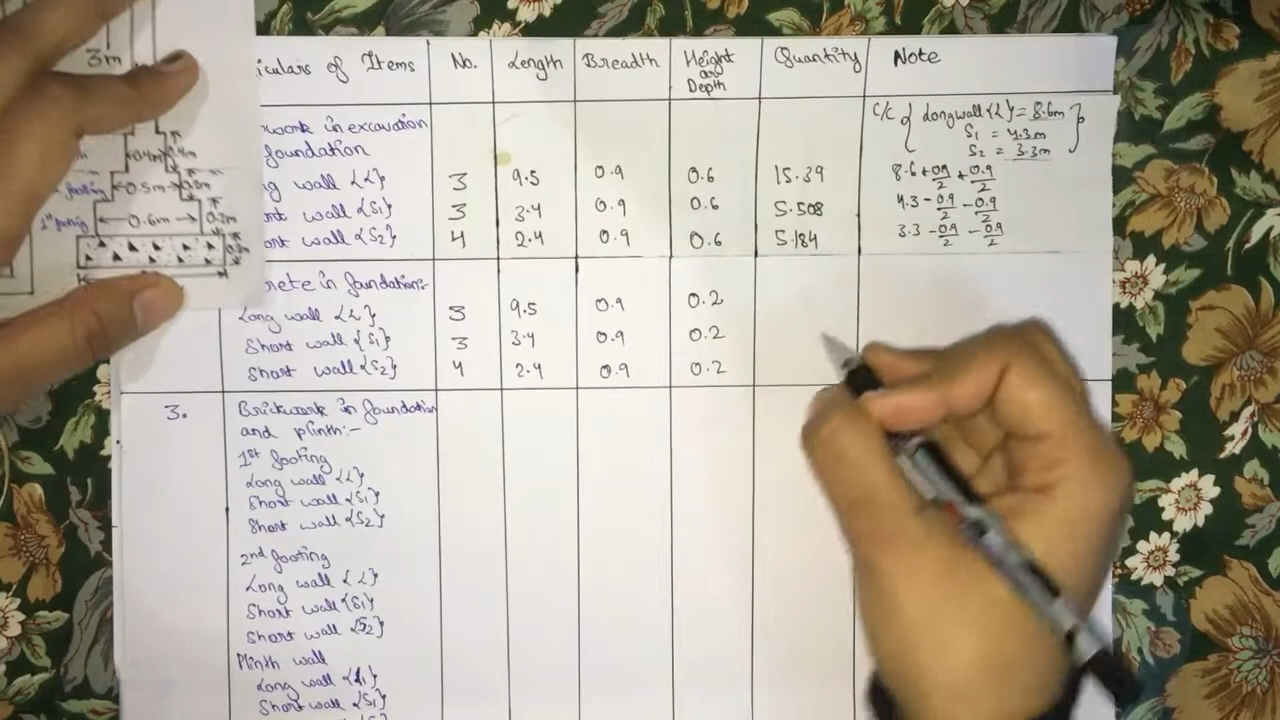 3m
0.4m
0.5m
1st footing
0.6m
iculars of Items No. Length Breadth Height or Depth Quantity Note
work in excavation
foundation
C/C { Long wall {L} = 8.6m
S1 = 4.3m
S2 = 3.3m }
g wall {L} 3 9.5 0.9 0.6 15.39 8.6+0.9/2+0.9/2
rt wall {S1} 3 3.4 0.9 0.6 5.508 4.3-0.9/2-0.9/2
ort wall {S2} 4 2.4 0.9 0.6 5.184 3.3-0.9/2-0.9/2
rete in foundation:-
Long wall {L} 3 9.5 0.9 0.2
Short wall {S1} 3 3.4 0.9 0.2
Short wall {S2} 4 2.4 0.9 0.2
3. Brickwork in foundation
and plinth:-
1st footing
Long wall {L}
Short wall {S1}
Short wall {S2}
2nd footing
Long wall {L}
Short wall {S1}
Short wall {S2}
Plinth wall
Long wall {L}
Short wall {S1}